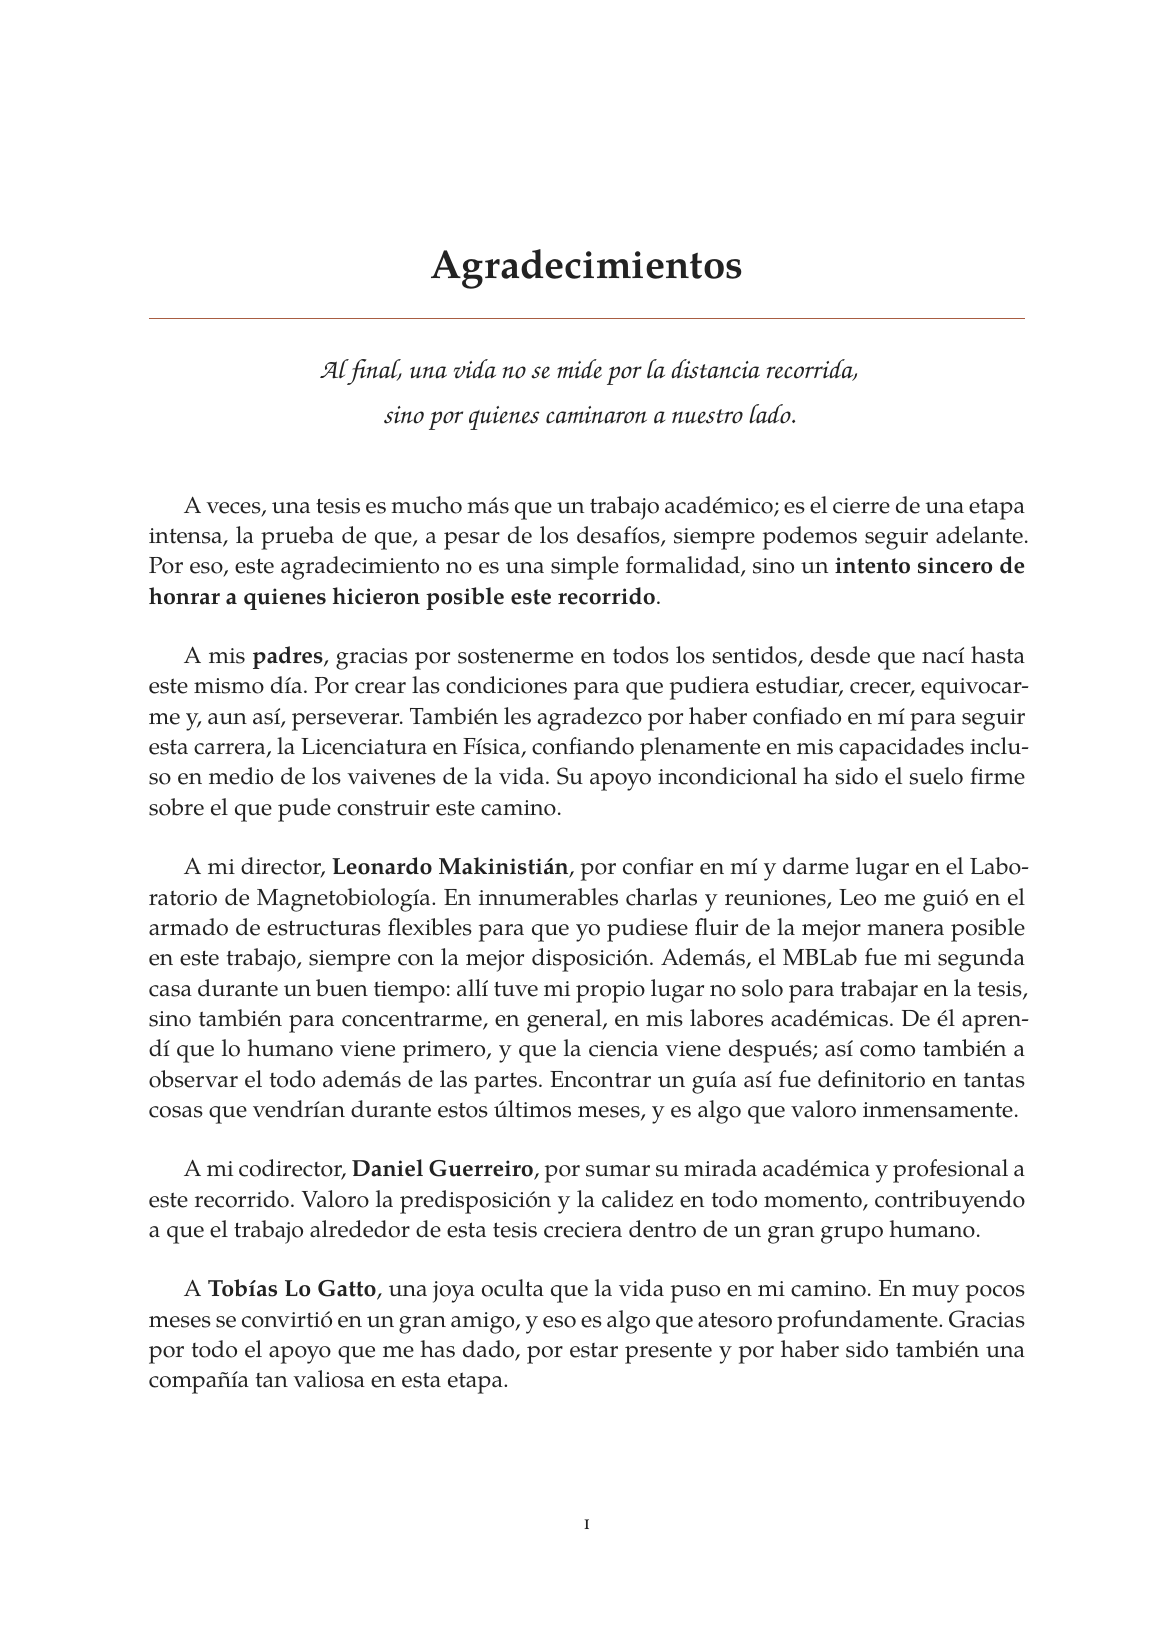 Agradecimientos
Al final, una vida no se mide por la distancia recorrida,
sino por quienes caminaron a nuestro lado.
A veces, una tesis es mucho más que un trabajo académico; es el cierre de una etapa
intensa, la prueba de que, a pesar de los desafíos, siempre podemos seguir adelante.
Por eso, este agradecimiento no es una simple formalidad, sino un intento sincero de
honrar a quienes hicieron posible este recorrido.
A mis padres, gracias por sostenerme en todos los sentidos, desde que nací hasta
este mismo día. Por crear las condiciones para que pudiera estudiar, crecer, equivocar-
me y, aun así, perseverar. También les agradezco por haber confiado en mí para seguir
esta carrera, la Licenciatura en Física, confiando plenamente en mis capacidades inclu-
so en medio de los vaivenes de la vida. Su apoyo incondicional ha sido el suelo firme
sobre el que pude construir este camino.
A mi director, Leonardo Makinistián, por confiar en mí y darme lugar en el Labo-
ratorio de Magnetobiología. En innumerables charlas y reuniones, Leo me guió en el
armado de estructuras flexibles para que yo pudiese fluir de la mejor manera posible
en este trabajo, siempre con la mejor disposición. Además, el MBLab fue mi segunda
casa durante un buen tiempo: allí tuve mi propio lugar no solo para trabajar en la tesis,
sino también para concentrarme, en general, en mis labores académicas. De él apren-
dí que lo humano viene primero, y que la ciencia viene después; así como también a
observar el todo además de las partes. Encontrar un guía así fue definitorio en tantas
cosas que vendrían durante estos últimos meses, y es algo que valoro inmensamente.
A mi codirector, Daniel Guerreiro, por sumar su mirada académica y profesional a
este recorrido. Valoro la predisposición y la calidez en todo momento, contribuyendo
a que el trabajo alrededor de esta tesis creciera dentro de un gran grupo humano.
A Tobías Lo Gatto, una joya oculta que la vida puso en mi camino. En muy pocos
meses se convirtió en un gran amigo, y eso es algo que atesoro profundamente. Gracias
por todo el apoyo que me has dado, por estar presente y por haber sido también una
compañía tan valiosa en esta etapa.
I